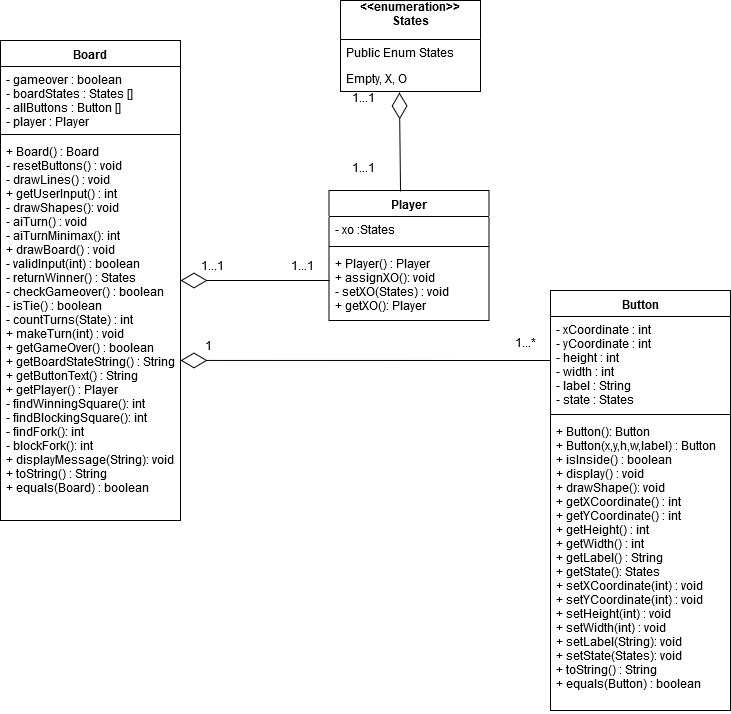 <<enumeration>>
States
Public Enum States
Empty, X, O
1...1
1...1
Board
- gameover : boolean
- boardStates : States []
- allButtons : Button []
- player : Player
+ Board() : Board
- resetButtons() : void
- drawLines() : void
+ getUserInput() : int
- drawShapes(): void
- aiTurn() : void
- aiTurnMinimax(): int
+ drawBoard() : void
- validInput(int) : boolean
- returnWinner() : States
- checkGameover() : boolean
- isTie() : boolean
- countTurns(State) : int
+ makeTurn(int) : void
+ getGameOver() : boolean
+ getBoardStateString() : String
+ getButtonText() : String
+ getPlayer() : Player
- findWinningSquare(): int
- findBlockingSquare(): int
- findFork(): int
- blockFork(): int
+ displayMessage(String): void
+ toString() : String
+ equals(Board) : boolean
1...1
1...1
Player
- xo :States
+ Player() : Player
+ assignXO(): void
- setXO(States) : void
+ getXO(): Player
1
1...*
Button
- xCoordinate : int
- yCoordinate : int
- height : int
- width : int
- label : String
- state : States
+ Button(): Button
+ Button(x,y,h,w,label) : Button
+ isInside() : boolean
+ display() : void
+ drawShape(): void
+ getXCoordinate() : int
+ getYCoordinate() : int
+ getHeight() : int
+ getWidth() : int
+ getLabel() : String
+ getState(): States
+ setXCoordinate(int) : void
+ setYCoordinate(int) : void
+ setHeight(int) : void
+ setWidth(int) : void
+ setLabel(String): void
+ setState(States): void
+ toString() : String
+ equals(Button) : boolean